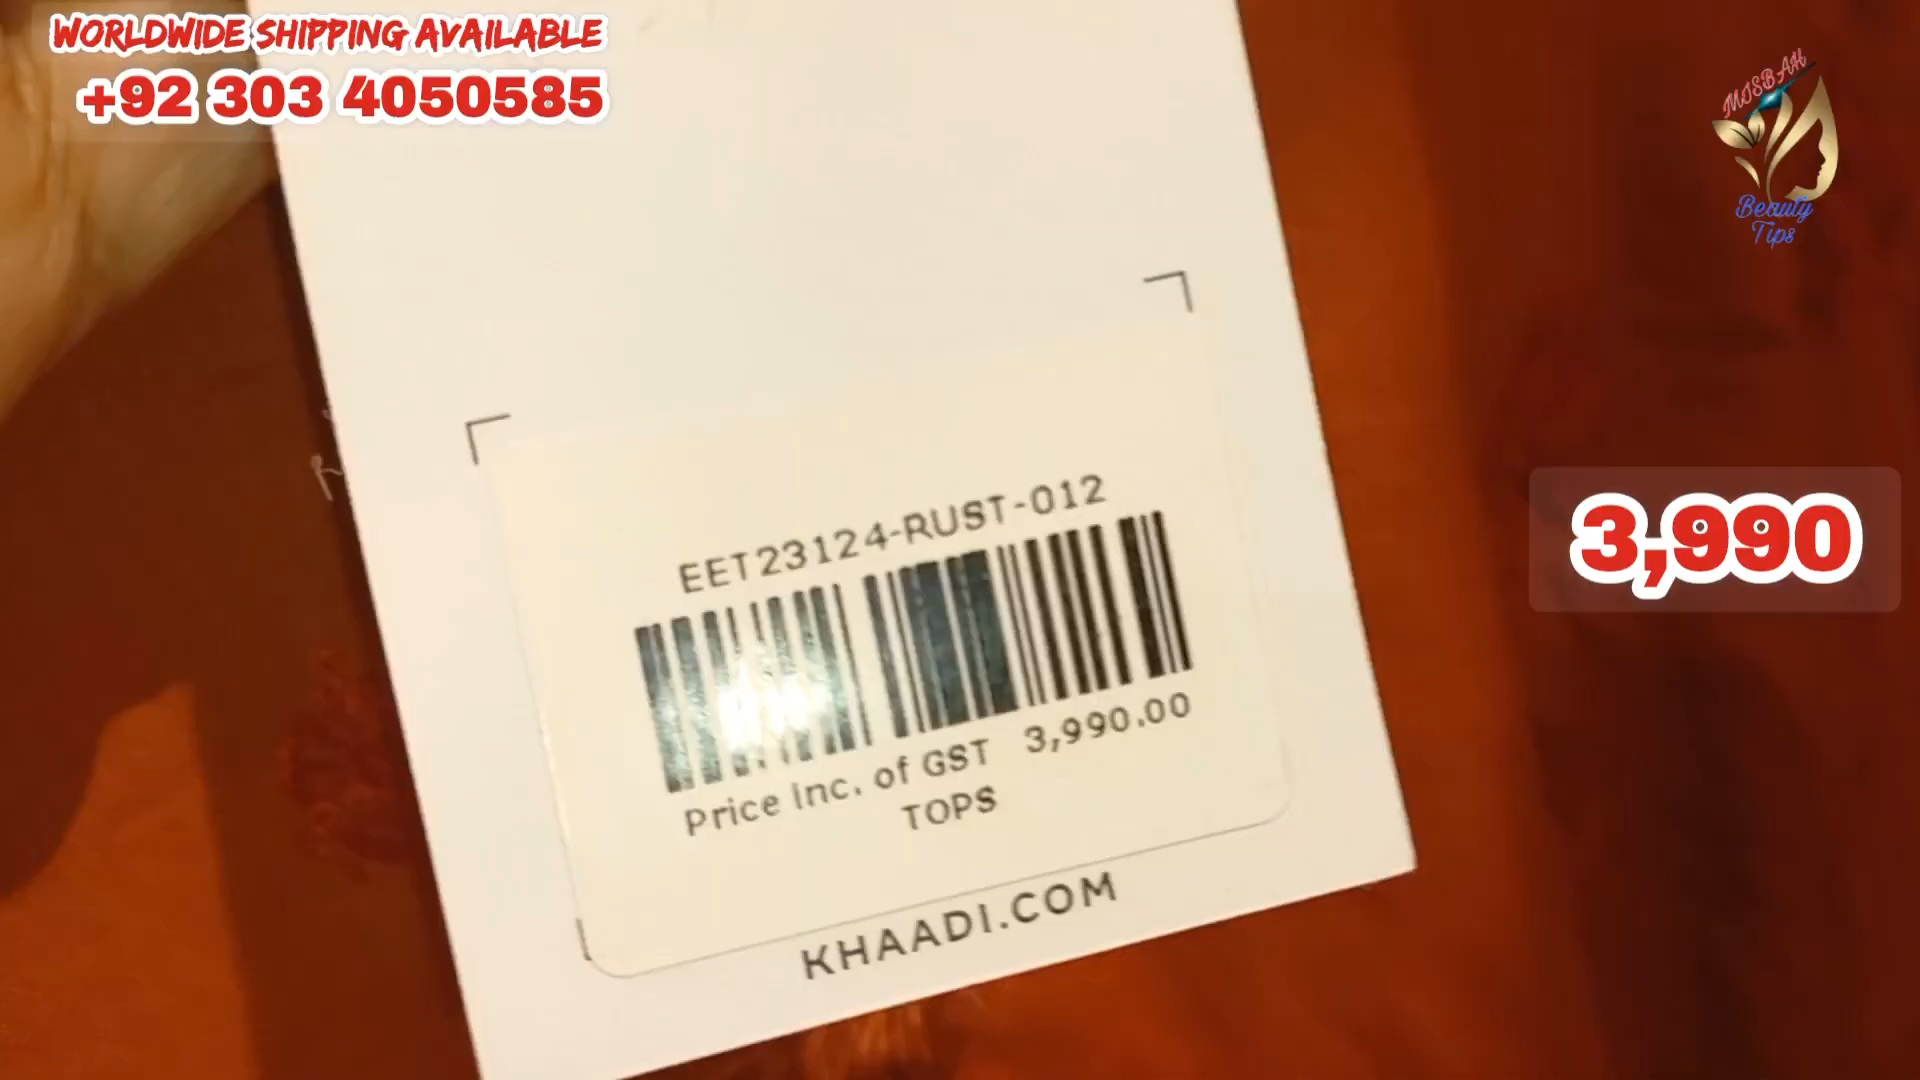 WORLDWIDE SHIPPING AVAILABLE
+92 303 4050585
MISBAH
Beauty
Tips
EET23124-RUST-012
3,990
Price Inc. of GST 3,990.00
TOPS
KHAADI.COM